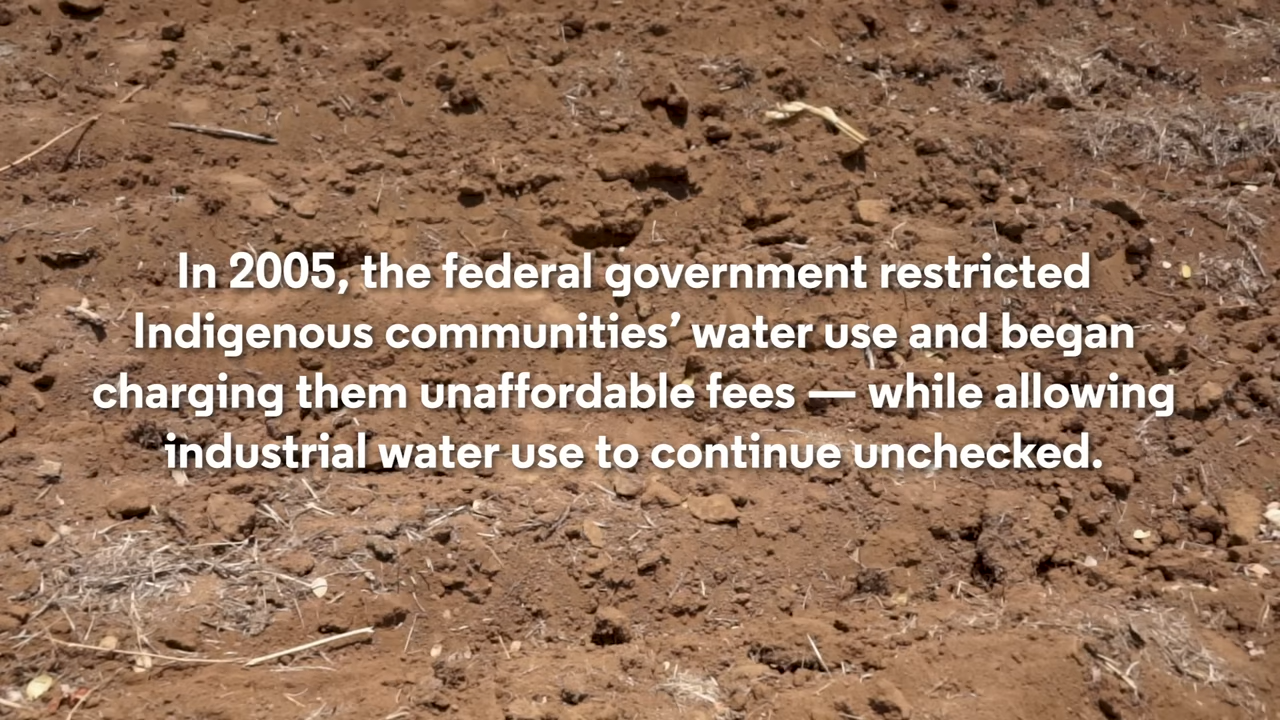 In 2005, the federal government restricted
Indigenous communities’ water use and began
charging them unaffordable fees — while allowing
industrial water use to continue unchecked.